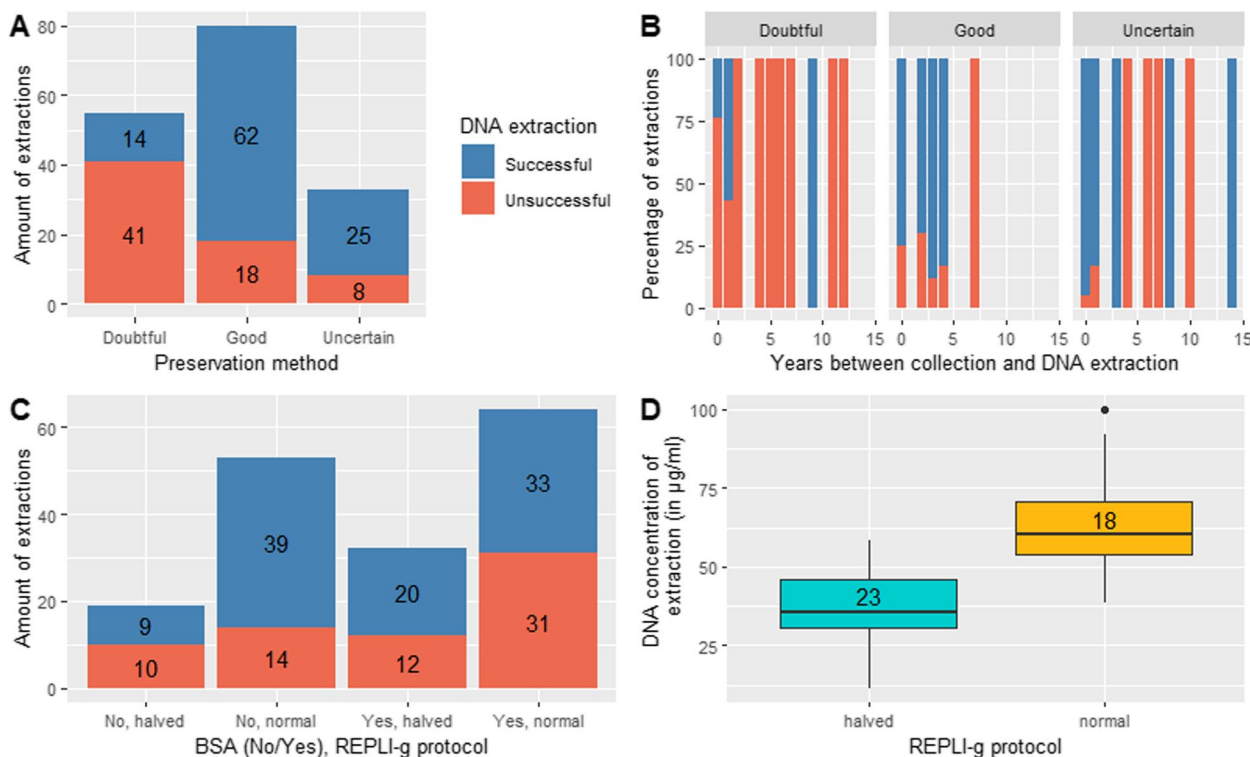 A
Amount of extractions
80
60
40
20
0
14
41
62
18
25
8
Doubtful
Good
Uncertain
Preservation method
DNA extraction
Successful
Unsuccessful
B
Doubtful
Good
Uncertain
Percentage of extractions
100
75
50
25
0
0 5 10 15
0 5 10 15
0 5 10 15
Years between collection and DNA extraction
C
Amount of extractions
60
40
20
0
9
10
39
14
20
12
33
31
No, halved
No, normal
Yes, halved
Yes, normal
BSA (No/Yes), REPLI-g protocol
D
DNA concentration of
extraction (in µg/ml)
100
75
50
25
23
18
halved
normal
REPLI-g protocol